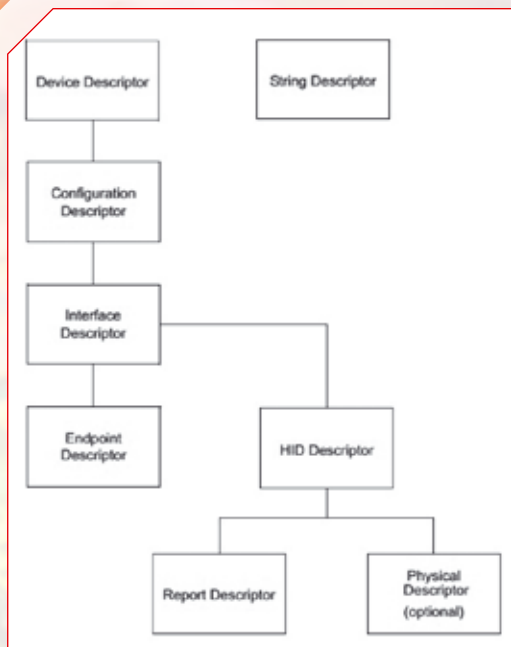 Device Descriptor
String Descriptor
Configuration
Descriptor
Interface
Descriptor
Endpoint
Descriptor
HID Descriptor
Report Descriptor
Physical
Descriptor
(optional)